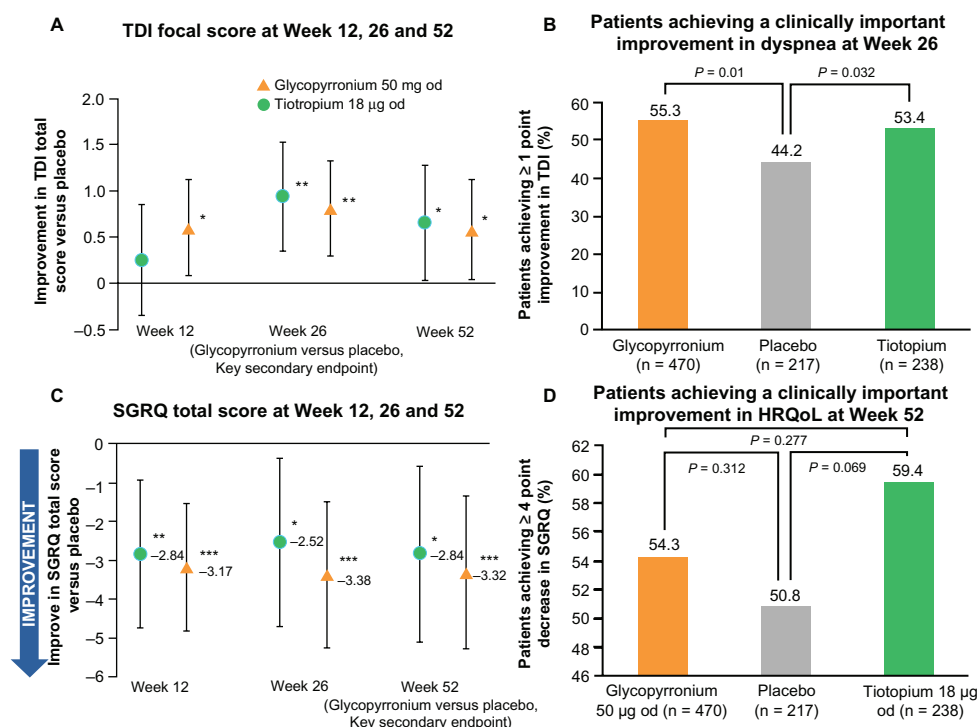 A
TDI focal score at Week 12, 26 and 52
Glycopyrronium 50 mg od
Tiotropium 18 μg od
Improvement in TDI total
score versus placebo
2.0
1.5
1.0
0.5
0
–0.5
*
**
**
*
*
Week 12
Week 26
Week 52
(Glycopyrronium versus placebo,
Key secondary endpoint)
B
Patients achieving a clinically important
improvement in dyspnea at Week 26
P = 0.01
P = 0.032
Patients achieving ≥ 1 point
improvement in TDI (%)
60
50
40
30
20
10
0
55.3
44.2
53.4
Glycopyrronium
(n = 470)
Placebo
(n = 217)
Tiotopium
(n = 238)
C
SGRQ total score at Week 12, 26 and 52
IMPROVEMENT
Improve in SGRQ total score
versus placebo
0
–1
–2
–3
–4
–5
–6
**
–2.84
***
–3.17
*
–2.52
***
–3.38
*
–2.84
***
–3.32
Week 12
Week 26
Week 52
(Glycopyrronium versus placebo,
Key secondary endpoint)
D
Patients achieving a clinically important
improvement in HRQoL at Week 52
P = 0.277
P = 0.312
P = 0.069
Patients achieving ≥ 4 point
decrease in SGRQ (%)
62
60
58
56
54
52
50
48
46
54.3
50.8
59.4
Glycopyrronium
50 μg od (n = 470)
Placebo
(n = 217)
Tiotopium 18 μg
od (n = 238)